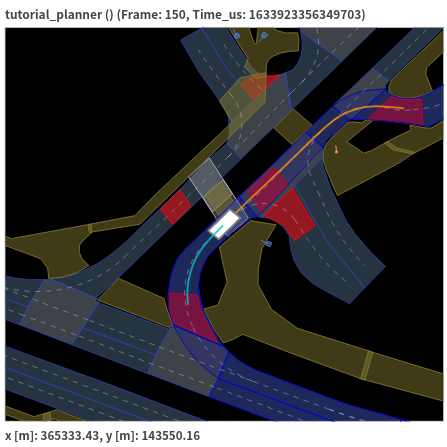 tutorial_planner () (Frame: 150, Time_us: 1633923356349703)
x [m]: 365333.43, y [m]: 143550.16